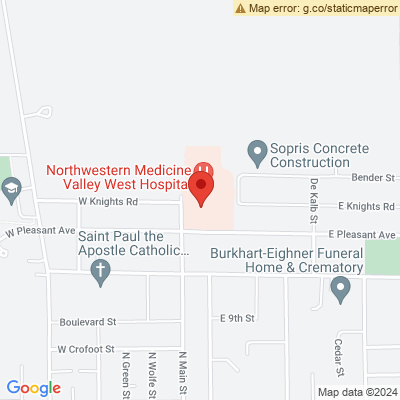 Map error: g.co/staticmaperror
Sopris Concrete
Construction
Northwestern Medicine
Valley West Hospital
Bender St
De Kalb St
W Knights Rd
E Knights Rd
W Pleasant Ave
E Pleasant Ave
Saint Paul the
Apostle Catholic...
Burkhart-Eighner Funeral
Home & Crematory
Boulevard St
E 9th St
W Crofoot St
N Green St
N Wolfe St
N Main St
Cedar St
Google
Map data ©2024